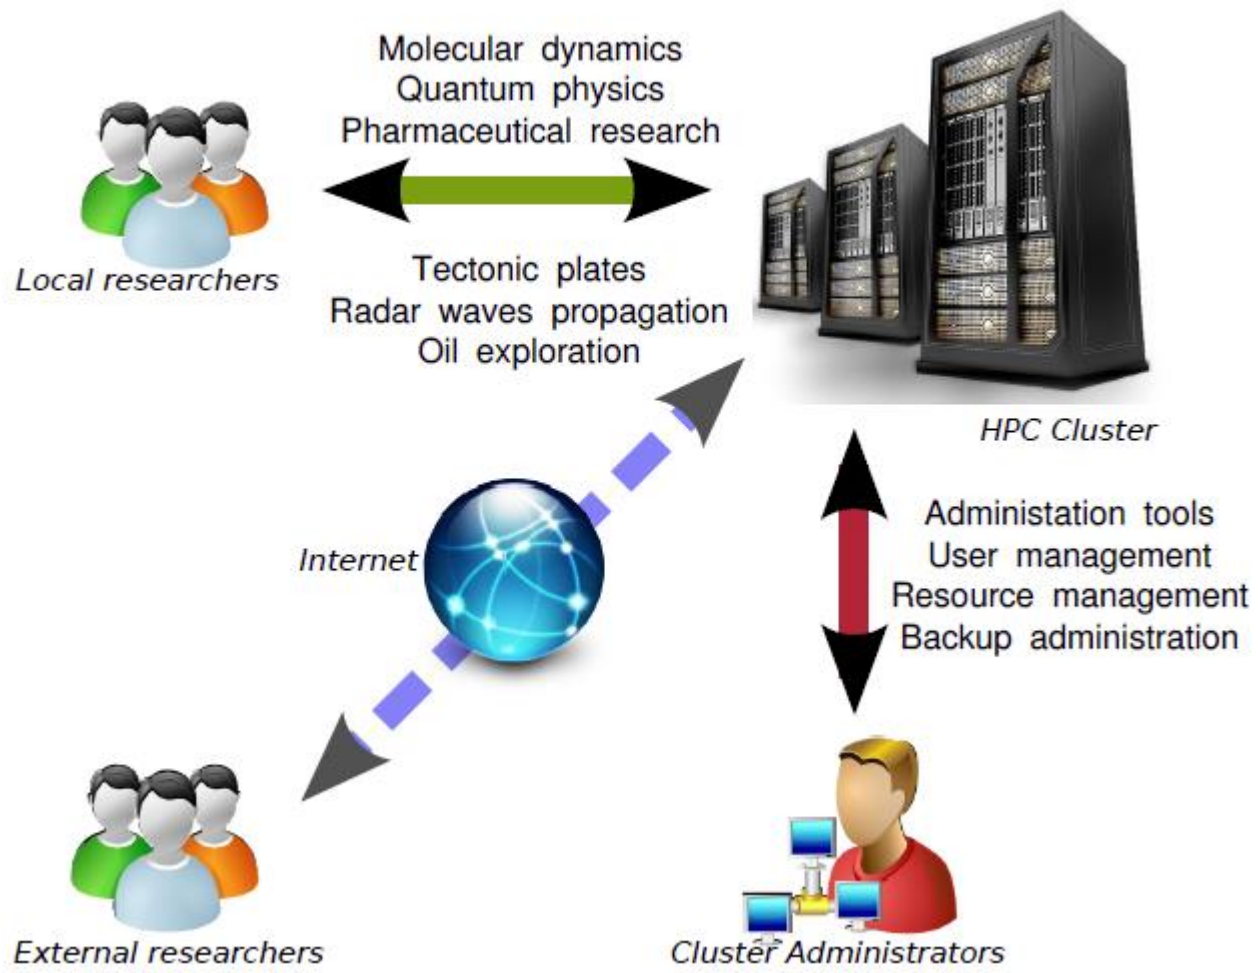 Molecular dynamics
Quantum physics
Pharmaceutical research
Local researchers
Tectonic plates
Radar waves propagation
Oil exploration
HPC Cluster
Internet
Administation tools
User management
Resource management
Backup administration
External researchers
Cluster Administrators